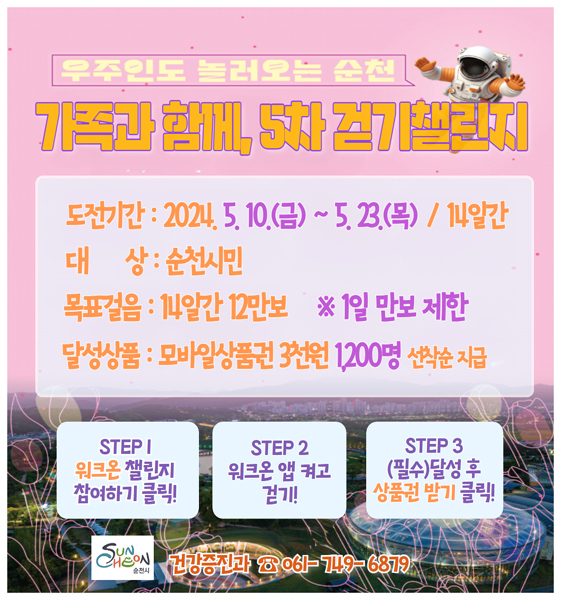 우주인도 놀러오는 순천
가족과 함께, 5차 걷기챌린지
도전기간 : 2024. 5. 10.(금) ~ 5. 23.(목) / 14일간
대 상 : 순천시민
목표걸음 : 14일간 12만보 ※ 1일 만보 제한
달성상품 : 모바일상품권 3천원 1,200명 선착순 지급
STEP 1
워크온 챌린지
참여하기 클릭!
STEP 2
워크온 앱 켜고
걷기!
STEP 3
(필수)달성 후
상품권 받기 클릭!
SUNCHEON
순천시
건강증진과 ☎ 061- 749- 6879